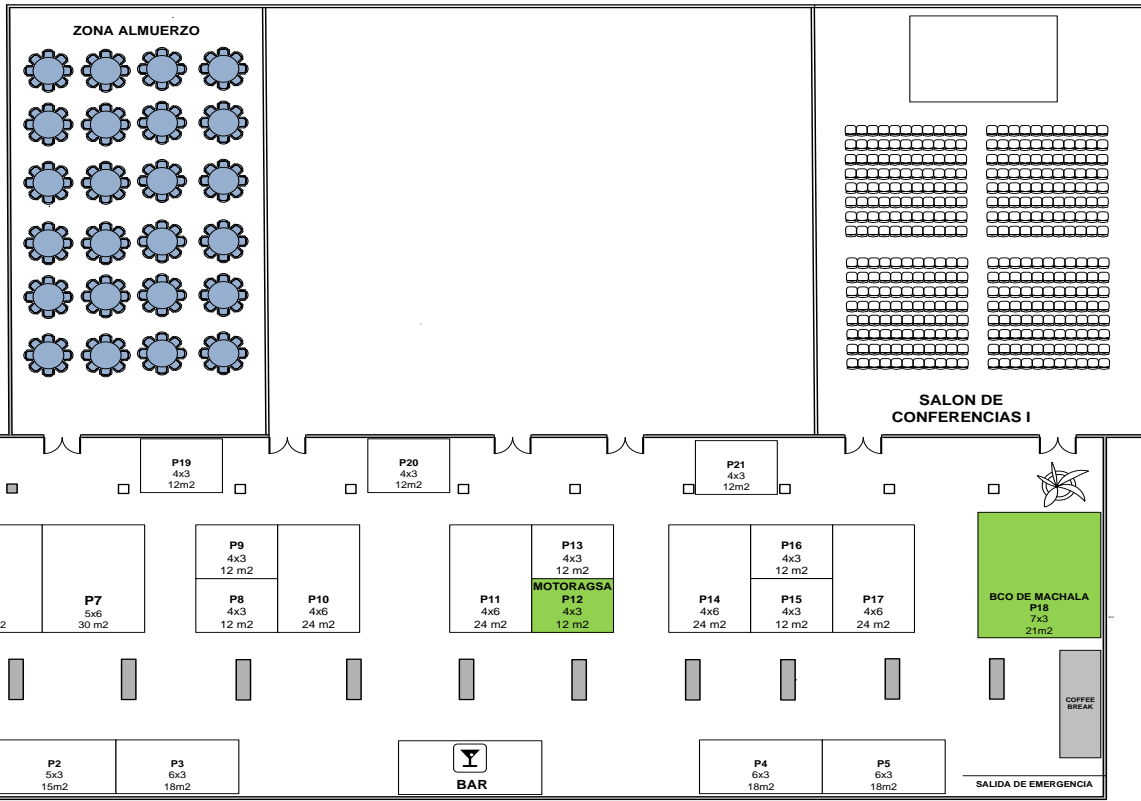 ZONA ALMUERZO
SALON DE
CONFERENCIAS I
P19
4x3
12m2
P20
4x3
12m2
P21
4x3
12m2
2
P7
5x6
30 m2
P9
4x3
12 m2
P8
4x3
12 m2
P10
4x6
24 m2
P11
4x6
24 m2
P13
4x3
12 m2
MOTORAGSA
P12
4x3
12 m2
P14
4x6
24 m2
P16
4x3
12 m2
P15
4x3
12 m2
P17
4x6
24 m2
BCO DE MACHALA
P18
7x3
21m2
COFFEE
BREAK
P2
5x3
15m2
P3
6x3
18m2
BAR
P4
6x3
18m2
P5
6x3
18m2
SALIDA DE EMERGENCIA